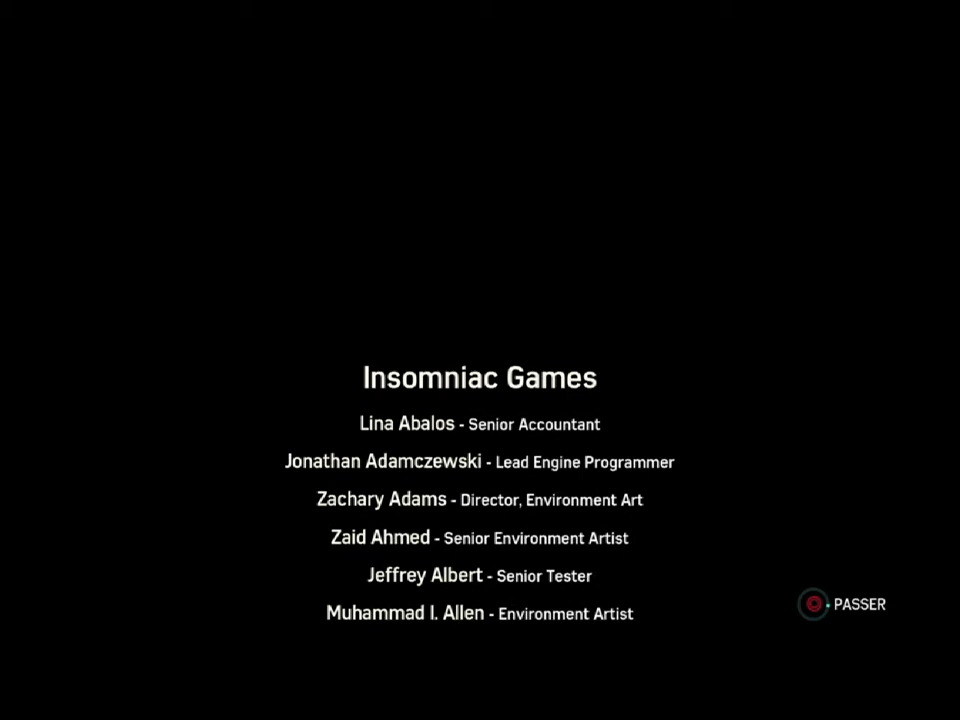 Insomniac Games
Lina Abalos - Senior Accountant
Jonathan Adamczewski - Lead Engine Programmer
Zachary Adams - Director, Environment Art
Zaid Ahmed - Senior Environment Artist
Jeffrey Albert - Senior Tester
PASSER
Muhammad I. Allen - Environment Artist